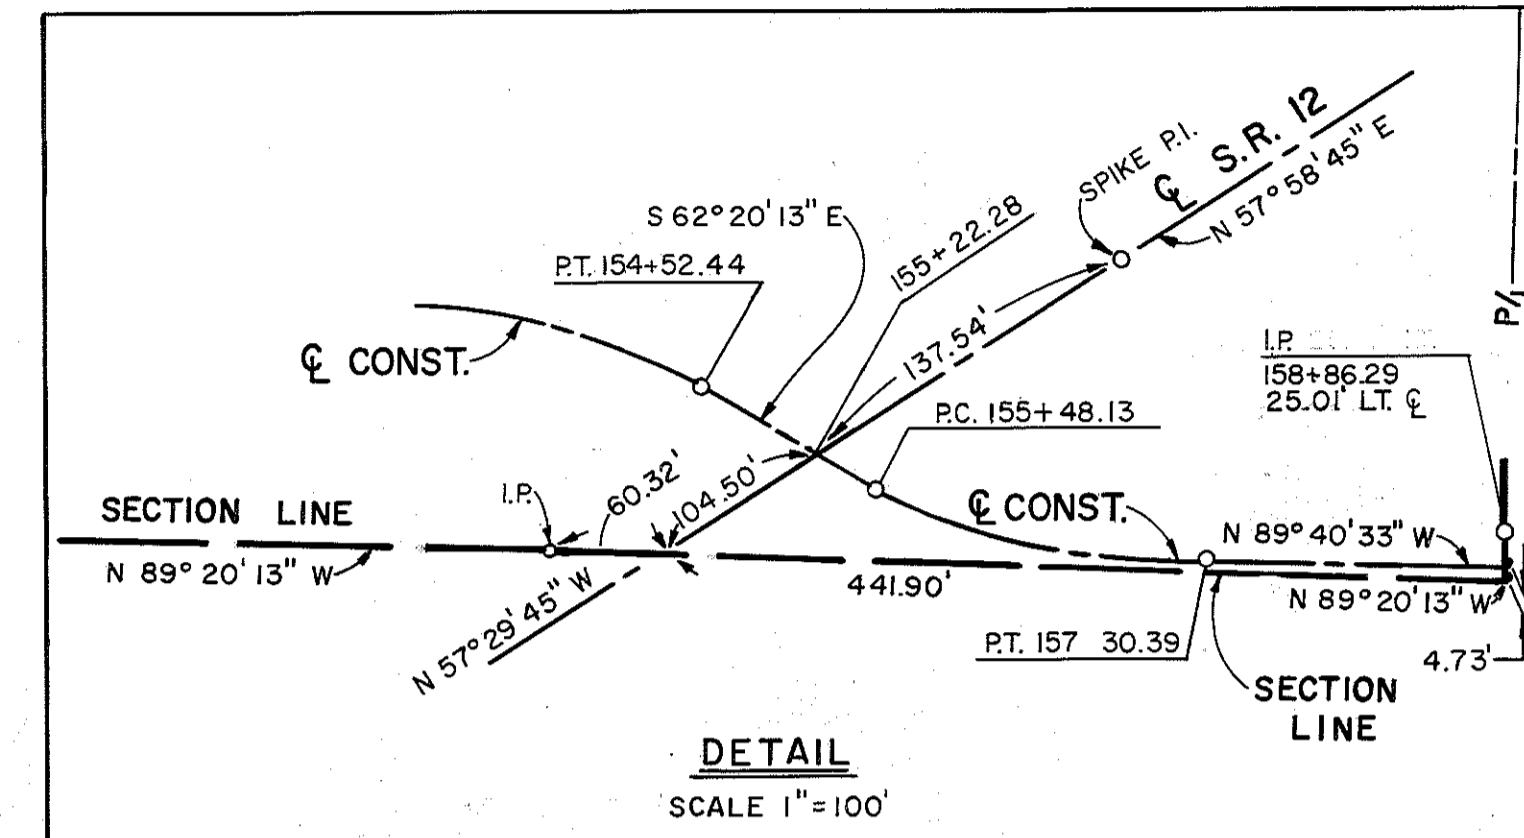 SPIKE P.I.
℄ S.R. 12
N 57° 58' 45" E
S 62° 20' 13" E
155+22.28
P.T. 154+52.44
P/L
137.54'
℄ CONST.
I.P.
158+86.29
25.01' LT. ℄
P.C. 155+48.13
60.32'
104.50'
I.P.
SECTION LINE
℄ CONST.
N 89° 40' 33" W
N 89° 20' 13" W
441.90'
N 89° 20' 13" W
N 57° 29' 45" W
P.T. 157 30.39
4.73'
SECTION
LINE
DETAIL
SCALE 1"=100'